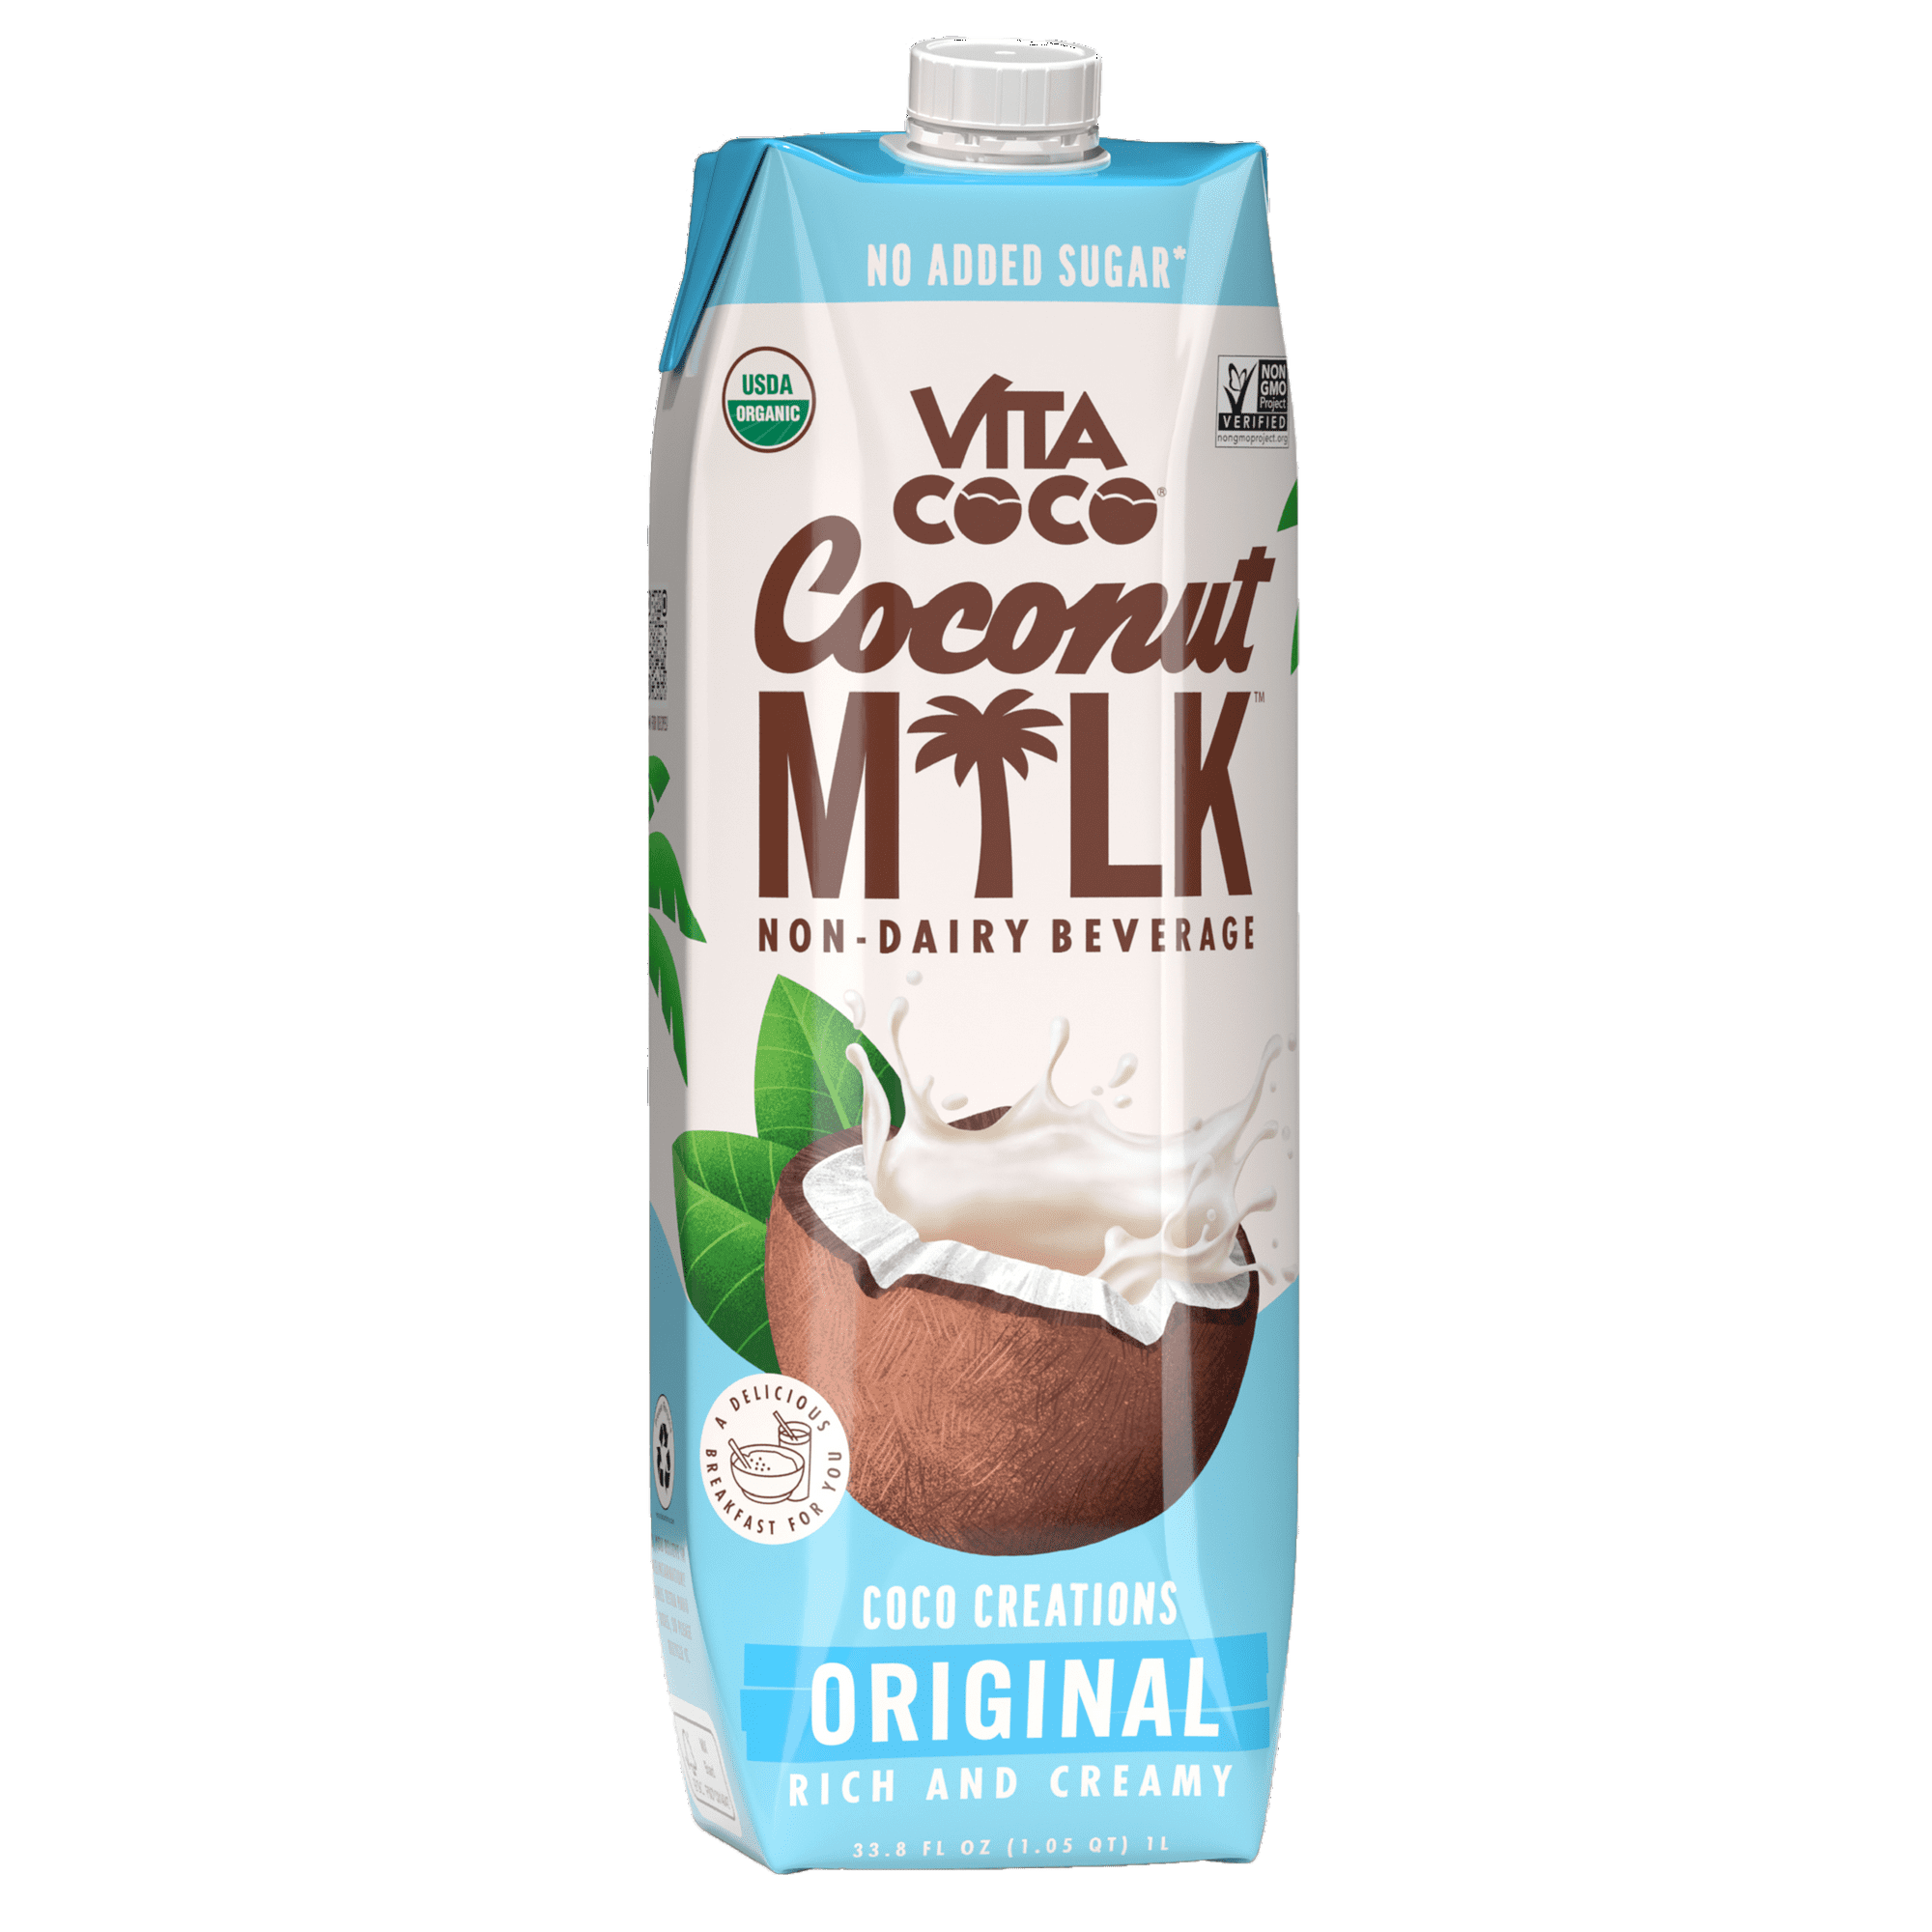 NO ADDED SUGAR*
USDA
ORGANIC
NON
GMO
Project
VERIFIED
nongmoproject.org
VITA
COCO®
Coconut
MILK™
NON-DAIRY BEVERAGE
A DELICIOUS
BREAKFAST FOR YOU
COCO CREATIONS
ORIGINAL
RICH AND CREAMY
33.8 FL OZ (1.05 QT) 1L